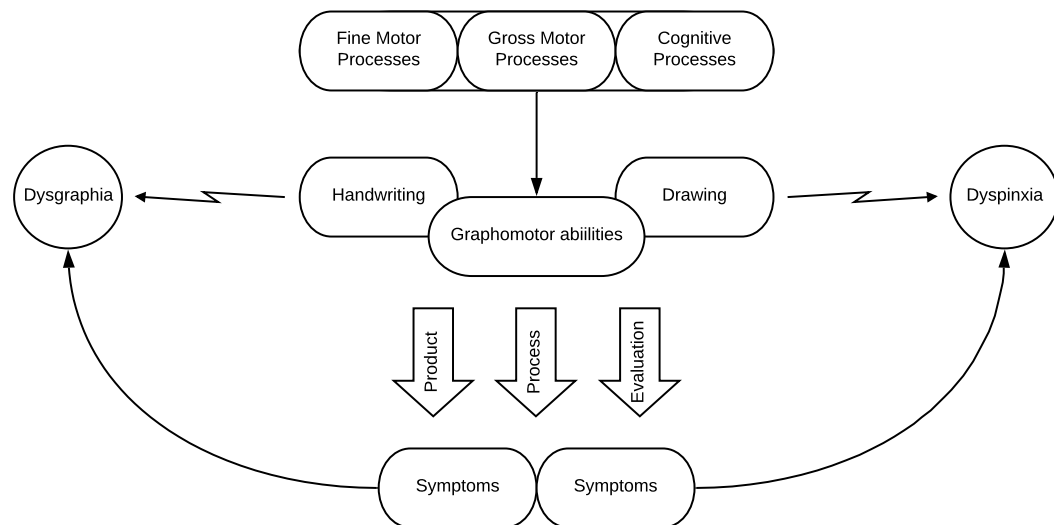 Fine Motor
Processes
Gross Motor
Processes
Cognitive
Processes
Dysgraphia
Handwriting
Drawing
Dyspinxia
Graphomotor abiilities
Product
Process
Evaluation
Symptoms
Symptoms